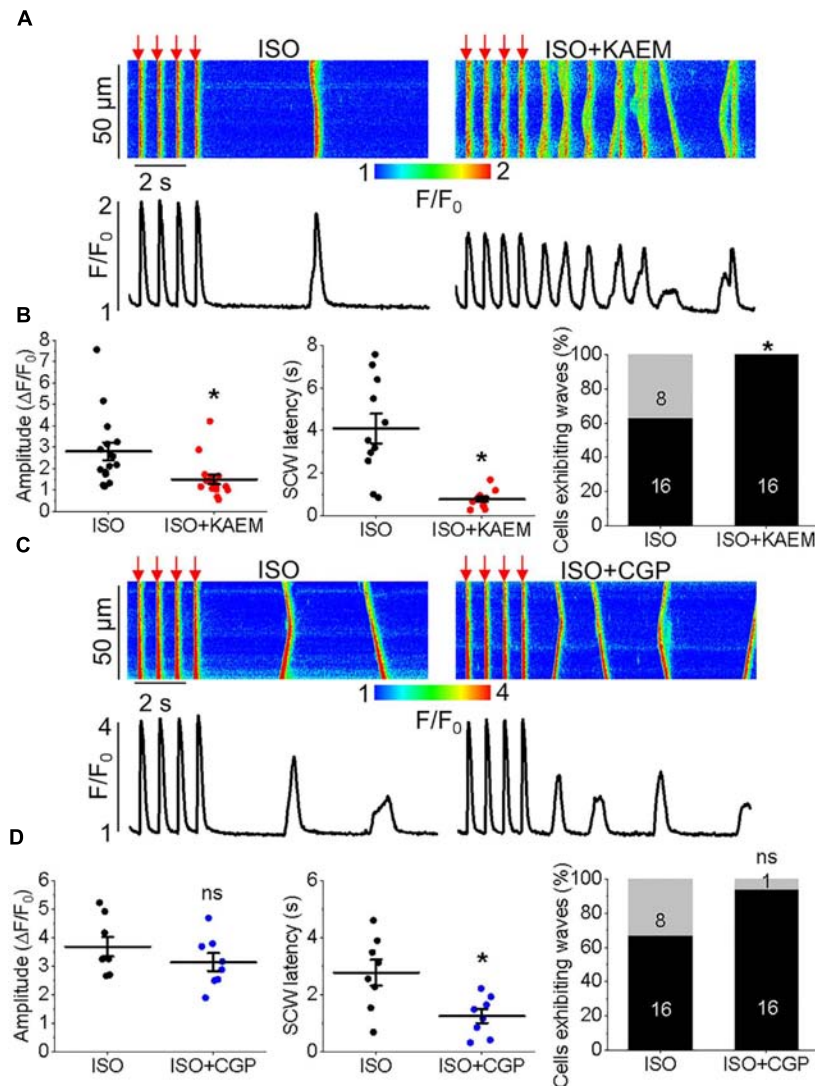 A
ISO
ISO+KAEM
50 µm
2 s
1
2
F/F0
2
F/F0
1
B
8
7
6
5
4
3
2
1
0
Amplitude (ΔF/F0)
*
ISO
ISO+KAEM
8
6
4
2
0
SCW latency (s)
*
ISO
ISO+KAEM
100
80
60
40
20
0
Cells exhibiting waves (%)
8
16
*
16
ISO
ISO+KAEM
C
ISO
ISO+CGP
50 µm
2 s
1
4
F/F0
4
F/F0
1
D
6
5
4
3
2
1
0
Amplitude (ΔF/F0)
ns
ISO
ISO+CGP
6
4
2
0
SCW latency (s)
*
ISO
ISO+CGP
100
80
60
40
20
0
Cells exhibiting waves (%)
8
16
ns
1
16
ISO
ISO+CGP